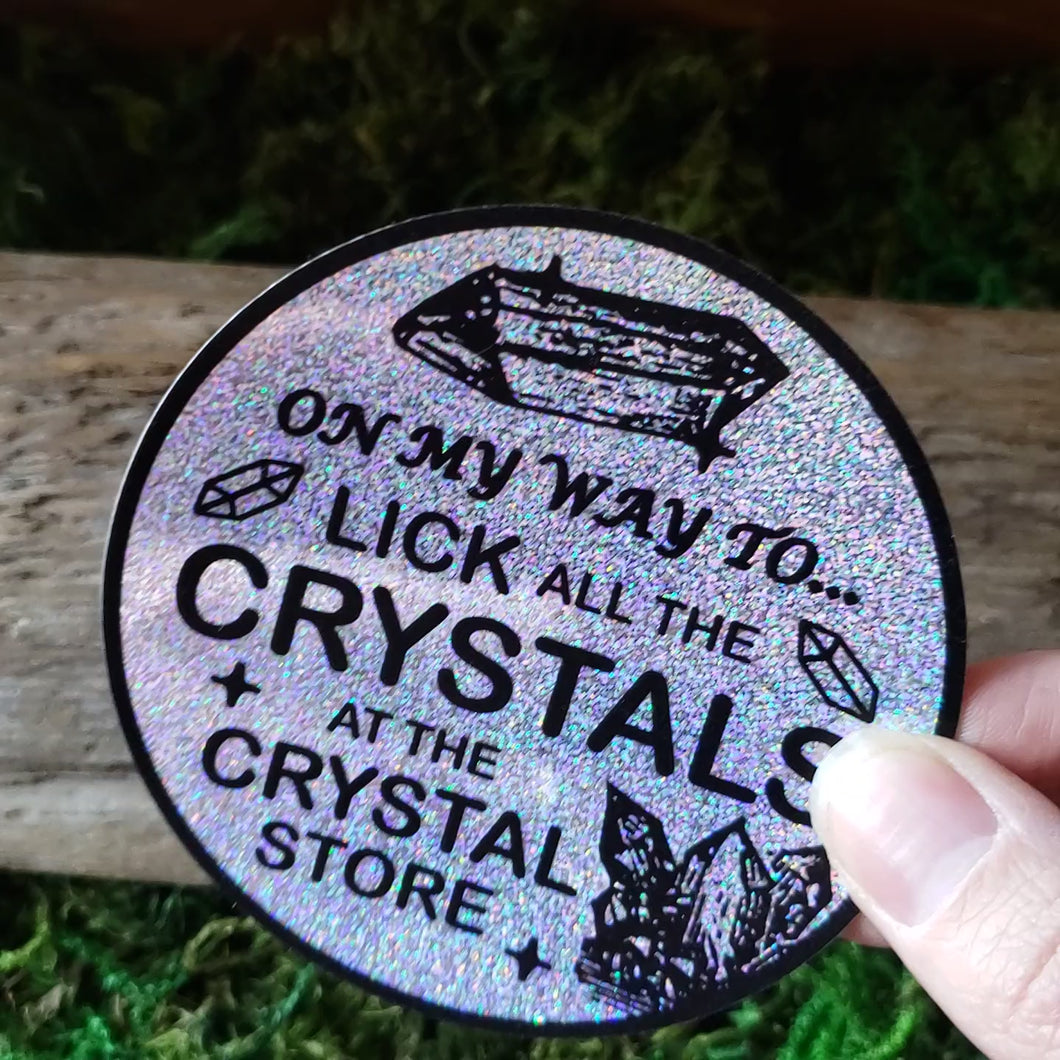 ON MY WAY TO...
LICK ALL THE
CRYSTALS
AT THE
CRYSTAL
STORE